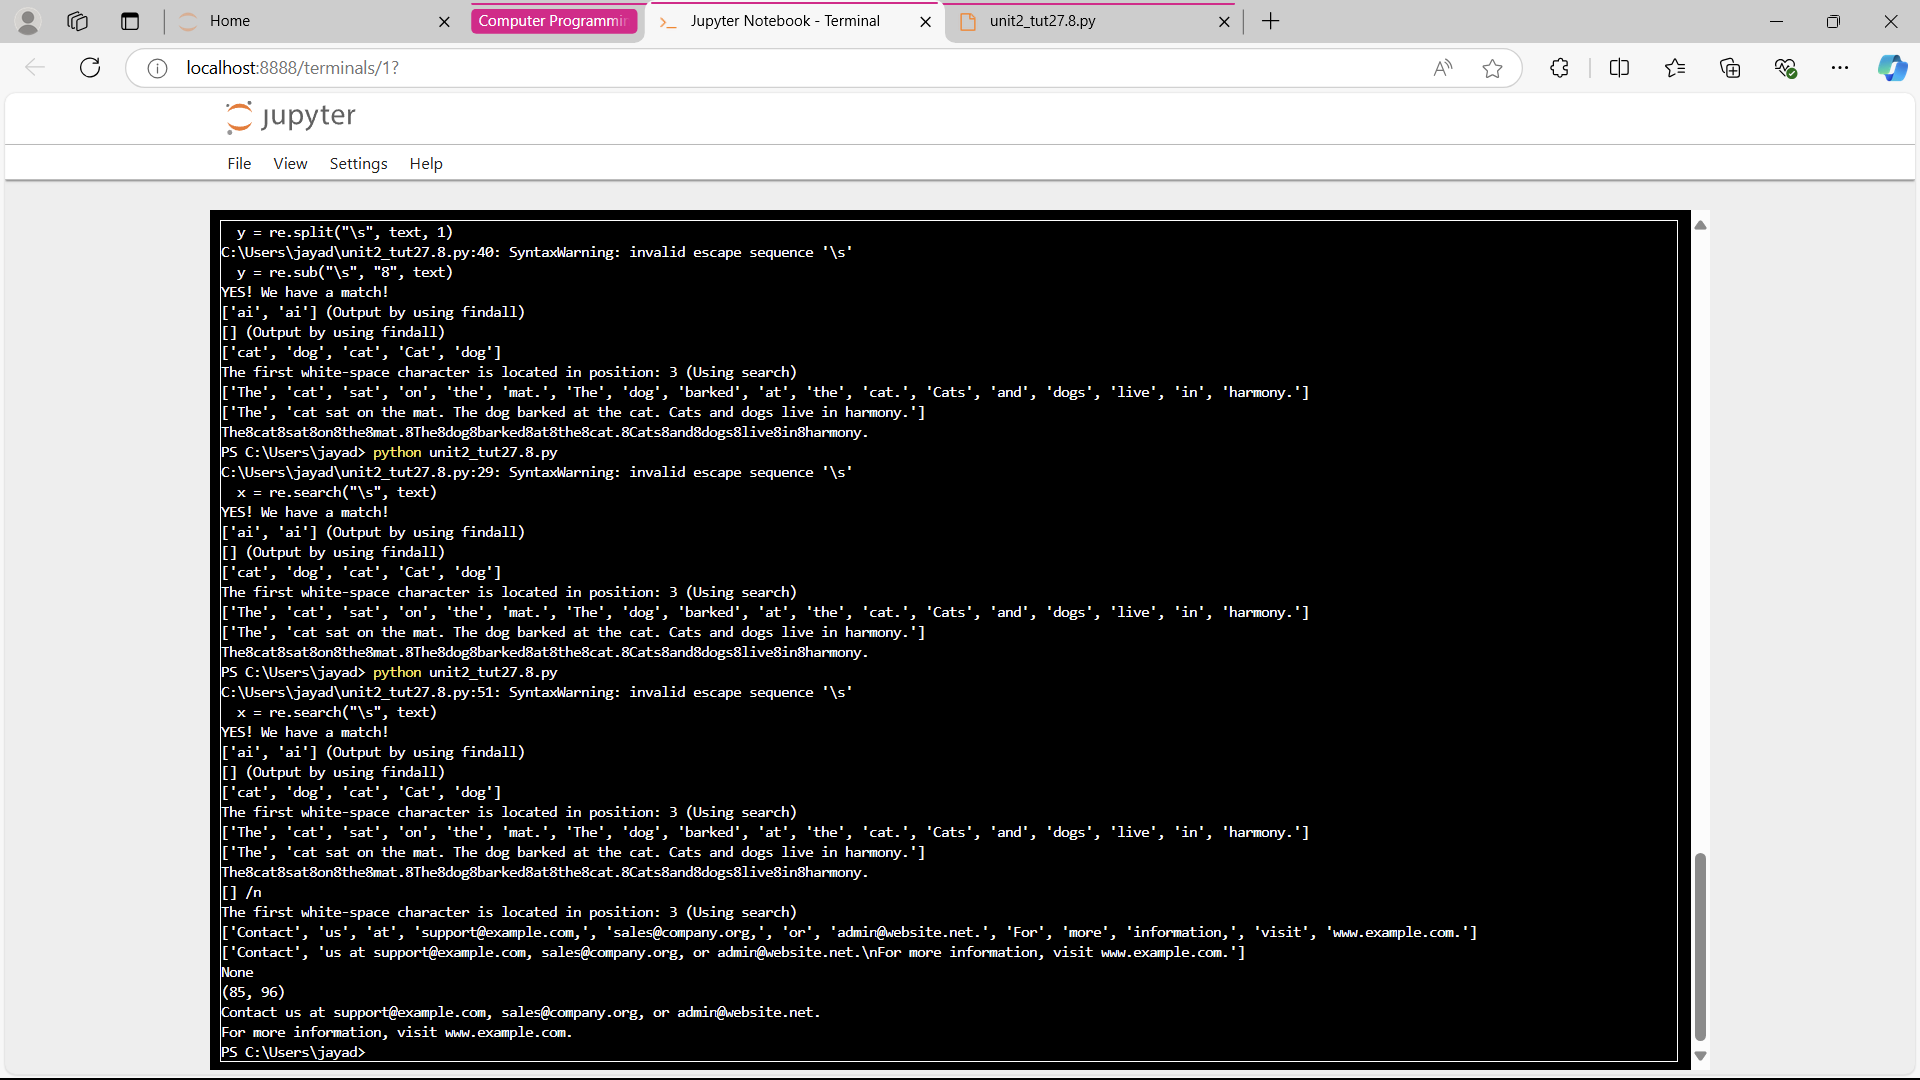 Home
Computer Programmi
Jupyter Notebook - Terminal
unit2_tut27.8.py
localhost:8888/terminals/1?
jupyter
File View Settings Help
  y = re.split("\s", text, 1)
C:\Users\jayad\unit2_tut27.8.py:40: SyntaxWarning: invalid escape sequence '\s'
  y = re.sub("\s", "8", text)
YES! We have a match!
['ai', 'ai'] (Output by using findall)
[] (Output by using findall)
['cat', 'dog', 'cat', 'Cat', 'dog']
The first white-space character is located in position: 3 (Using search)
['The', 'cat', 'sat', 'on', 'the', 'mat.', 'The', 'dog', 'barked', 'at', 'the', 'cat.', 'Cats', 'and', 'dogs', 'live', 'in', 'harmony.']
['The', 'cat sat on the mat. The dog barked at the cat. Cats and dogs live in harmony.']
The8cat8sat8on8the8mat.8The8dog8barked8at8the8cat.8Cats8and8dogs8live8in8harmony.
PS C:\Users\jayad> python unit2_tut27.8.py
C:\Users\jayad\unit2_tut27.8.py:29: SyntaxWarning: invalid escape sequence '\s'
  x = re.search("\s", text)
YES! We have a match!
['ai', 'ai'] (Output by using findall)
[] (Output by using findall)
['cat', 'dog', 'cat', 'Cat', 'dog']
The first white-space character is located in position: 3 (Using search)
['The', 'cat', 'sat', 'on', 'the', 'mat.', 'The', 'dog', 'barked', 'at', 'the', 'cat.', 'Cats', 'and', 'dogs', 'live', 'in', 'harmony.']
['The', 'cat sat on the mat. The dog barked at the cat. Cats and dogs live in harmony.']
The8cat8sat8on8the8mat.8The8dog8barked8at8the8cat.8Cats8and8dogs8live8in8harmony.
PS C:\Users\jayad> python unit2_tut27.8.py
C:\Users\jayad\unit2_tut27.8.py:51: SyntaxWarning: invalid escape sequence '\s'
  x = re.search("\s", text)
YES! We have a match!
['ai', 'ai'] (Output by using findall)
[] (Output by using findall)
['cat', 'dog', 'cat', 'Cat', 'dog']
The first white-space character is located in position: 3 (Using search)
['The', 'cat', 'sat', 'on', 'the', 'mat.', 'The', 'dog', 'barked', 'at', 'the', 'cat.', 'Cats', 'and', 'dogs', 'live', 'in', 'harmony.']
['The', 'cat sat on the mat. The dog barked at the cat. Cats and dogs live in harmony.']
The8cat8sat8on8the8mat.8The8dog8barked8at8the8cat.8Cats8and8dogs8live8in8harmony.
[] /n
The first white-space character is located in position: 3 (Using search)
['Contact', 'us', 'at', 'support@example.com,', 'sales@company.org,', 'or', 'admin@website.net.', 'For', 'more', 'information,', 'visit', 'www.example.com.']
['Contact', 'us at support@example.com, sales@company.org, or admin@website.net.\nFor more information, visit www.example.com.']
None
(85, 96)
Contact us at support@example.com, sales@company.org, or admin@website.net.
For more information, visit www.example.com.
PS C:\Users\jayad>